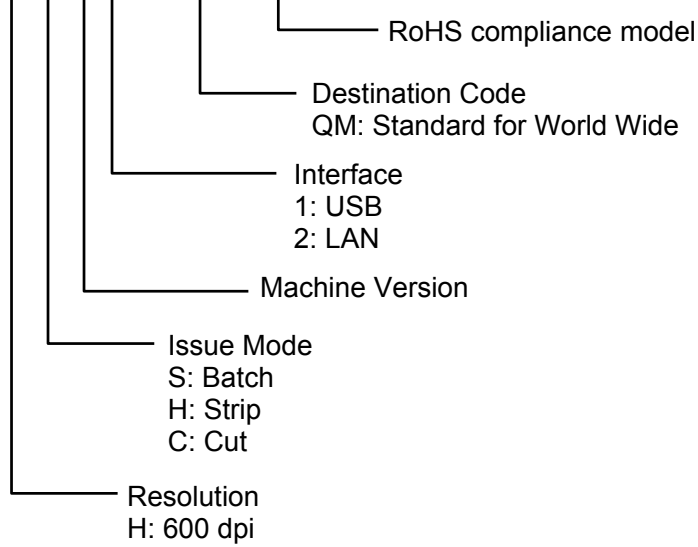 RoHS compliance model
Destination Code
QM: Standard for World Wide
Interface
1: USB
2: LAN
Machine Version
Issue Mode
S: Batch
H: Strip
C: Cut
Resolution
H: 600 dpi